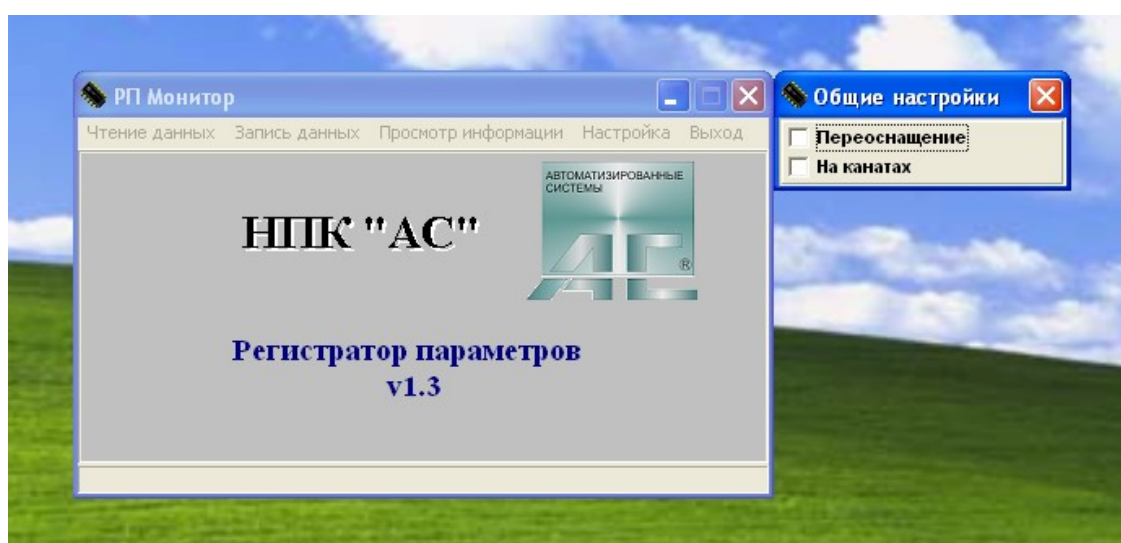 РП Монитор
Чтение данных Запись данных Просмотр информации Настройка Выход
АВТОМАТИЗИРОВАННЫЕ
СИСТЕМЫ
НПК "АС"
АС ®
Регистратор параметров
v1.3
Общие настройки
Переоснащение
На канатах